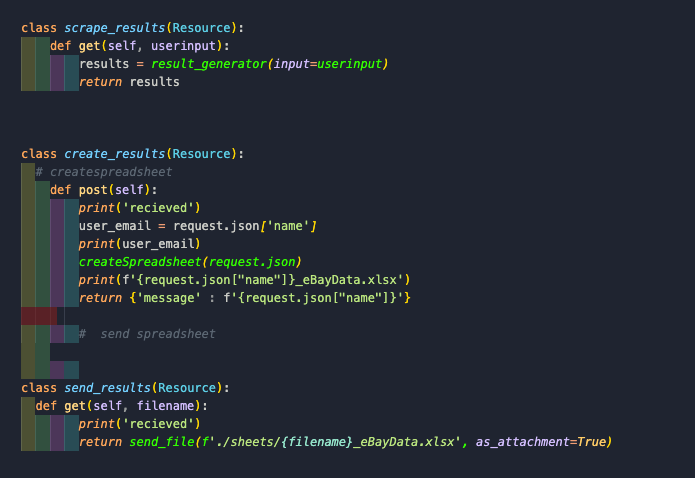 class scrape_results(Resource):
    def get(self, userinput):
        results = result_generator(input=userinput)
        return results
class create_results(Resource):
  # createspreadsheet
    def post(self):
        print('recieved')
        user_email = request.json['name']
        print(user_email)
        createSpreadsheet(request.json)
        print(f'{request.json["name"]}_eBayData.xlsx')
        return {'message' : f'{request.json["name"]}'}
        #  send spreadsheet
class send_results(Resource):
  def get(self, filename):
        print('recieved')
        return send_file(f'./sheets/{filename}_eBayData.xlsx', as_attachment=True)